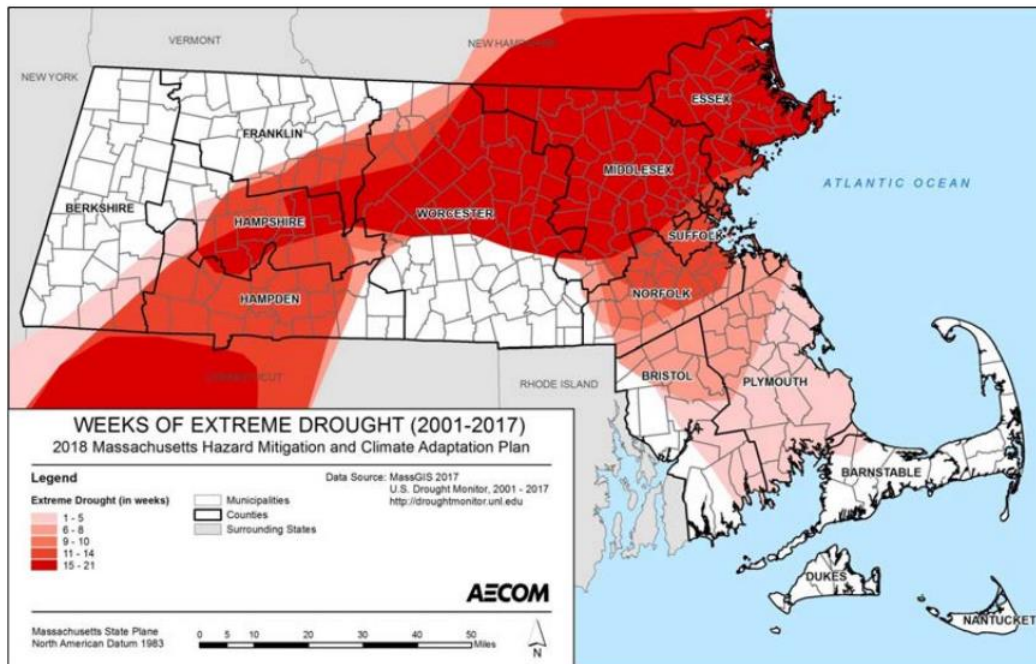 VERMONT
NEW HAMPSHIRE
NEW YORK
ESSEX
FRANKLIN
MIDDLESEX
ATLANTIC OCEAN
BERKSHIRE
HAMPSHIRE
WORCESTER
SUFFOLK
HAMPDEN
NORFOLK
CONNECTICUT
RHODE ISLAND
BRISTOL
PLYMOUTH
BARNSTABLE
DUKES
NANTUCKET
WEEKS OF EXTREME DROUGHT (2001-2017)
2018 Massachusetts Hazard Mitigation and Climate Adaptation Plan
Legend
Extreme Drought (in weeks)
1 - 5
6 - 8
9 - 10
11 - 14
15 - 21
Municipalities
Counties
Surrounding States
Data Source: MassGIS 2017
U.S. Drought Monitor, 2001 - 2017
http://droughtmonitor.unl.edu
AECOM
Massachusetts State Plane
North American Datum 1983
0 5 10 20 30 40 50
Miles
N